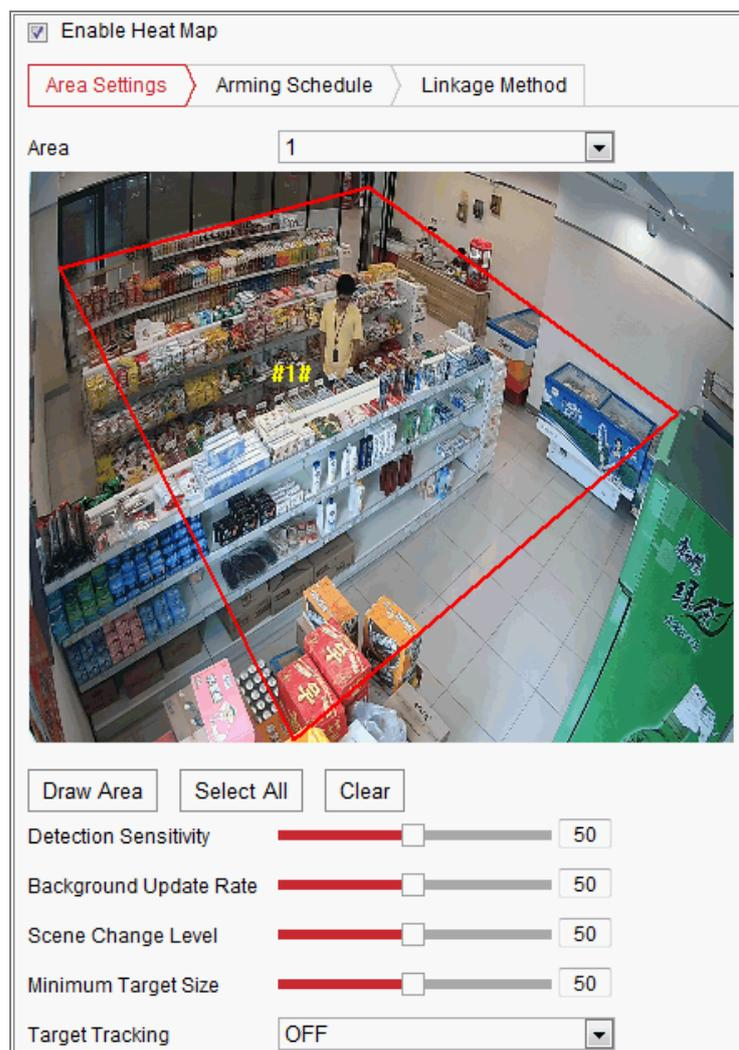 Enable Heat Map
Area Settings
Arming Schedule
Linkage Method
Area
1
#1#
Draw Area
Select All
Clear
Detection Sensitivity
50
Background Update Rate
50
Scene Change Level
50
Minimum Target Size
50
Target Tracking
OFF